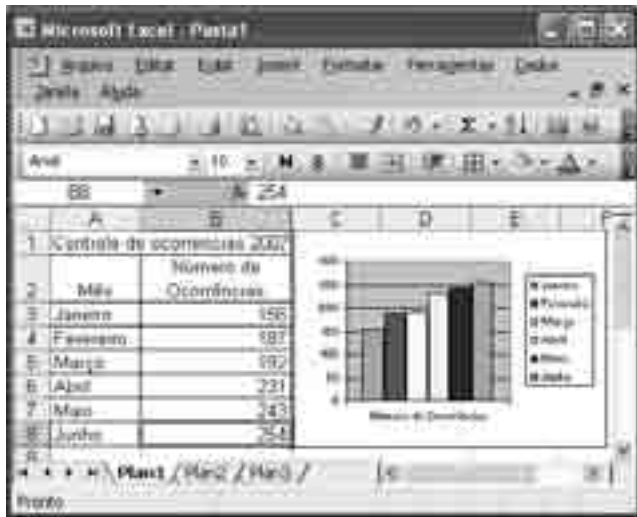 Microsoft Excel - Pasta1
Arquivo Editar Exibir Inserir Formatar Ferramentas Dados
Janela Ajuda
Arial 10 N S
B8 254
A B C D E F
1 Controle de ocorrências 2007
2 Mês Número de Ocorrências
3 Janeiro 156
4 Fevereiro 187
5 Março 192
6 Abril 231
7 Maio 243
8 Junho 254
Janeiro
Fevereiro
Março
Abril
Maio
Junho
Número de Ocorrências
Plan1 Plan2 Plan3
Pronto